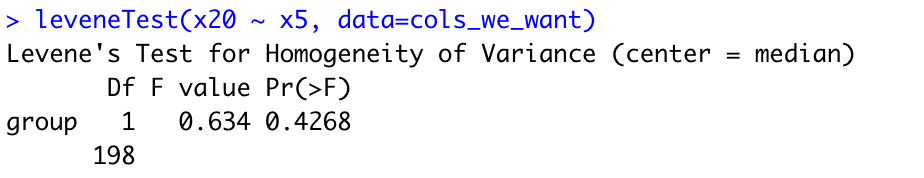 > leveneTest(x20 ~ x5, data=cols_we_want)
Levene's Test for Homogeneity of Variance (center = median)
       Df F value Pr(>F)
group   1   0.634 0.4268
      198